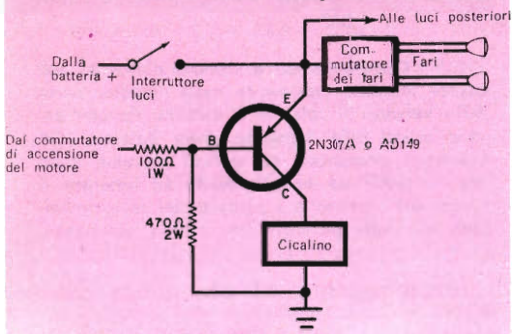 Alle luci posteriori
Com-
mutatore
dei fari
Fari
Dalla
batteria +
Interruttore
luci
E
B
C
2N307A o AD149
Dal commutatore
di accensione
del motore
100Ω
1W
470Ω
2W
Cicalino